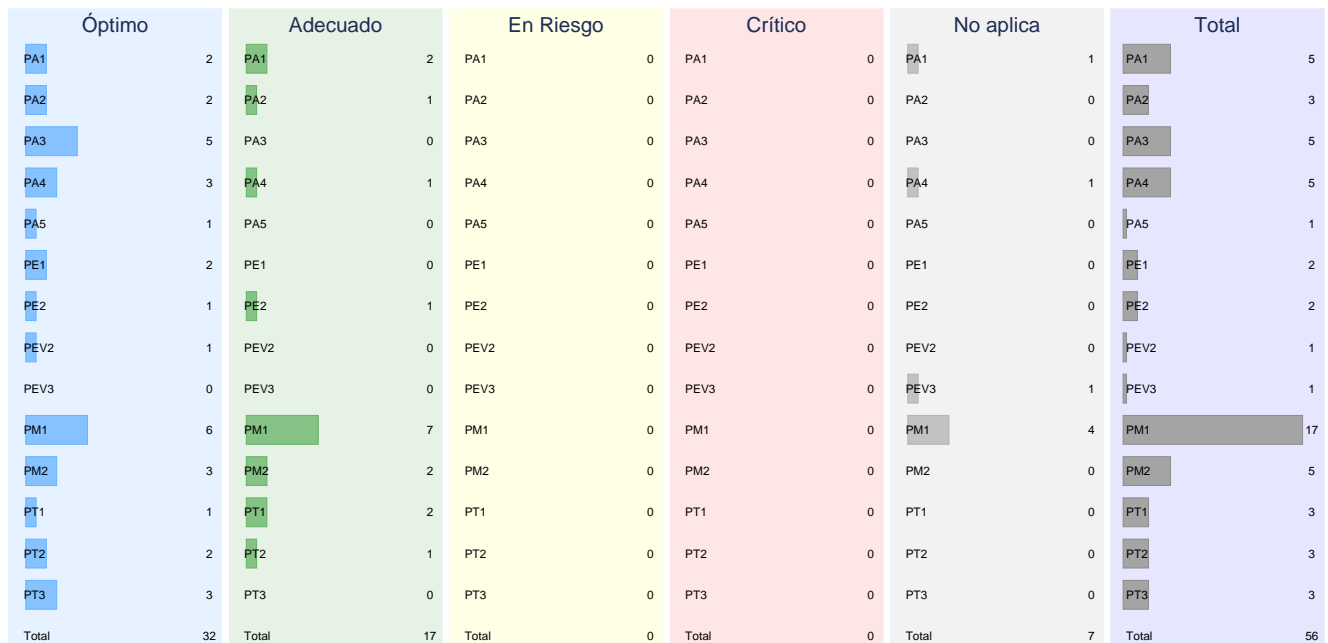 Óptimo Adecuado En Riesgo Crítico No aplica Total
PA1 2 PA1 2 PA1 0 PA1 0 PA1 1 PA1 5
PA2 2 PA2 1 PA2 0 PA2 0 PA2 0 PA2 3
PA3 5 PA3 0 PA3 0 PA3 0 PA3 0 PA3 5
PA4 3 PA4 1 PA4 0 PA4 0 PA4 1 PA4 5
PA5 1 PA5 0 PA5 0 PA5 0 PA5 0 PA5 1
PE1 2 PE1 0 PE1 0 PE1 0 PE1 0 PE1 2
PE2 1 PE2 1 PE2 0 PE2 0 PE2 0 PE2 2
PEV2 1 PEV2 0 PEV2 0 PEV2 0 PEV2 0 PEV2 1
PEV3 0 PEV3 0 PEV3 0 PEV3 0 PEV3 1 PEV3 1
PM1 6 PM1 7 PM1 0 PM1 0 PM1 4 PM1 17
PM2 3 PM2 2 PM2 0 PM2 0 PM2 0 PM2 5
PT1 1 PT1 2 PT1 0 PT1 0 PT1 0 PT1 3
PT2 2 PT2 1 PT2 0 PT2 0 PT2 0 PT2 3
PT3 3 PT3 0 PT3 0 PT3 0 PT3 0 PT3 3
Total 32 Total 17 Total 0 Total 0 Total 7 Total 56